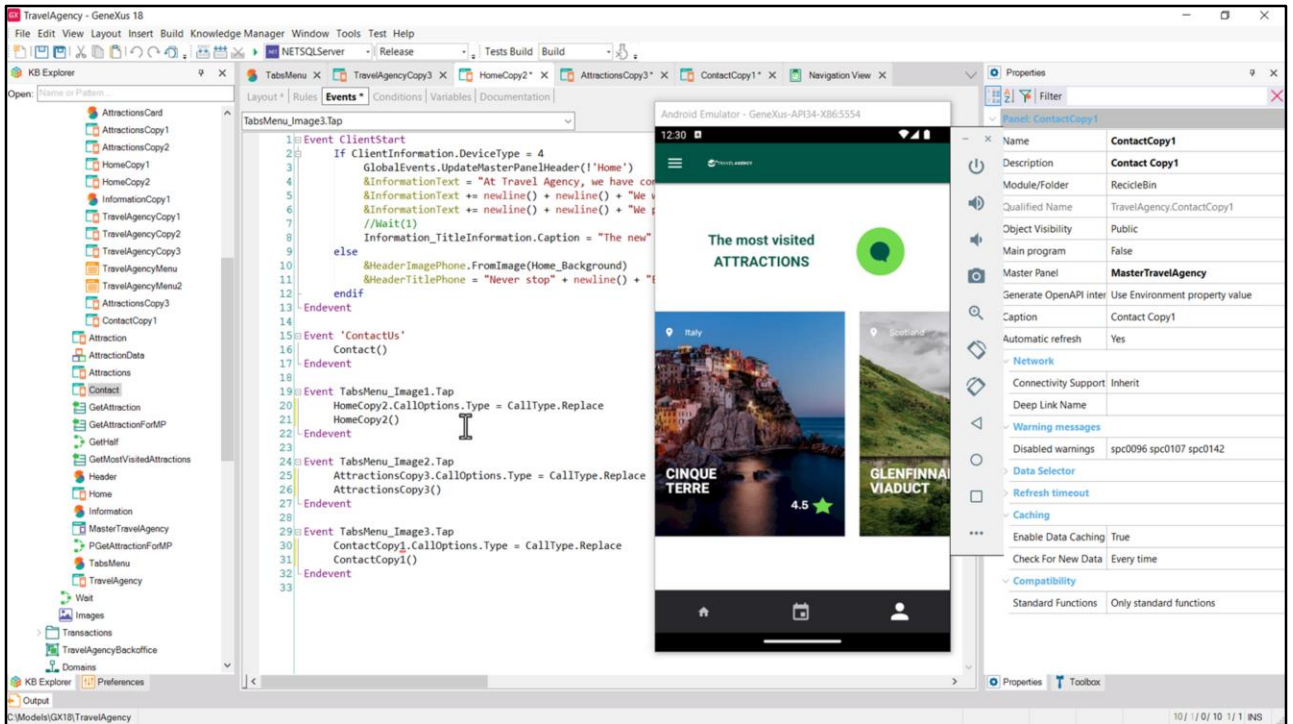 TravelAgency - GeneXus 18
File Edit View Layout Insert Build Knowledge Manager Window Tools Test Help
NETSQLServer Release Tests Build Build
KB Explorer
Open: Name or Pattern...
AttractionsCard
AttractionsCopy1
AttractionsCopy2
HomeCopy1
HomeCopy2
InformationCopy1
TravelAgencyCopy1
TravelAgencyCopy2
TravelAgencyCopy3
TravelAgencyMenu
TravelAgencyMenu2
AttractionsCopy3
ContactCopy1
Attraction
AttractionData
Attractions
Contact
GetAttraction
GetAttractionForMP
GetHalf
GetMostVisitedAttractions
Header
Home
Information
MasterTravelAgency
PGetAttractionForMP
TabsMenu
TravelAgency
Wait
Images
Transactions
TravelAgencyBackoffice
Domains
KB Explorer Preferences
Output
C:\Models\GX18\TravelAgency
TabsMenu X TravelAgencyCopy3 X HomeCopy2* X AttractionsCopy3* X ContactCopy1* X Navigation View X
Layout* | Rules | Events* | Conditions | Variables | Documentation
TabsMenu_Image3.Tap
1 Event ClientStart
2 If ClientInformation.DeviceType = 4
3 GlobalEvents.UpdateMasterPanelHeader(!'Home')
4 &InformationText = "At Travel Agency, we have
5 &InformationText += newline() + newline() + "We
6 &InformationText += newline() + newline() + "We
7 //Wait(1)
8 Information_TitleInformation.Caption = "The new"
9 else
10 &HeaderImagePhone.FromImage(Home_Background)
11 &HeaderTitlePhone = "Never stop" + newline() +
12 endif
13 Endevent
14
15 Event 'ContactUs'
16 Contact()
17 Endevent
18
19 Event TabsMenu_Image1.Tap
20 HomeCopy2.CallOptions.Type = CallType.Replace
21 HomeCopy2()
22 Endevent
23
24 Event TabsMenu_Image2.Tap
25 AttractionsCopy3.CallOptions.Type = CallType.Replace
26 AttractionsCopy3()
27 Endevent
28
29 Event TabsMenu_Image3.Tap
30 ContactCopy1.CallOptions.Type = CallType.Replace
31 ContactCopy1()
32 Endevent
33
Android Emulator - GeneXus-API34-X86:5554
12:30
TRAVEL AGENCY
The most visited
ATTRACTIONS
Italy
CINQUE
TERRE
4.5
Scotland
GLENFINNA
VIADUCT
Properties
Filter
Panel: ContactCopy1
Name ContactCopy1
Description Contact Copy1
Module/Folder RecicleBin
Qualified Name TravelAgency.ContactCopy1
Object Visibility Public
Main program False
Master Panel MasterTravelAgency
Generate OpenAPI inter Use Environment property value
Caption Contact Copy1
Automatic refresh Yes
Network
Connectivity Support Inherit
Deep Link Name
Warning messages
Disabled warnings spc0096 spc0107 spc0142
Data Selector
Refresh timeout
Caching
Enable Data Caching True
Check For New Data Every time
Compatibility
Standard Functions Only standard functions
Properties Toolbox
10/ 1/ 0/ 10 1/ 1 INS